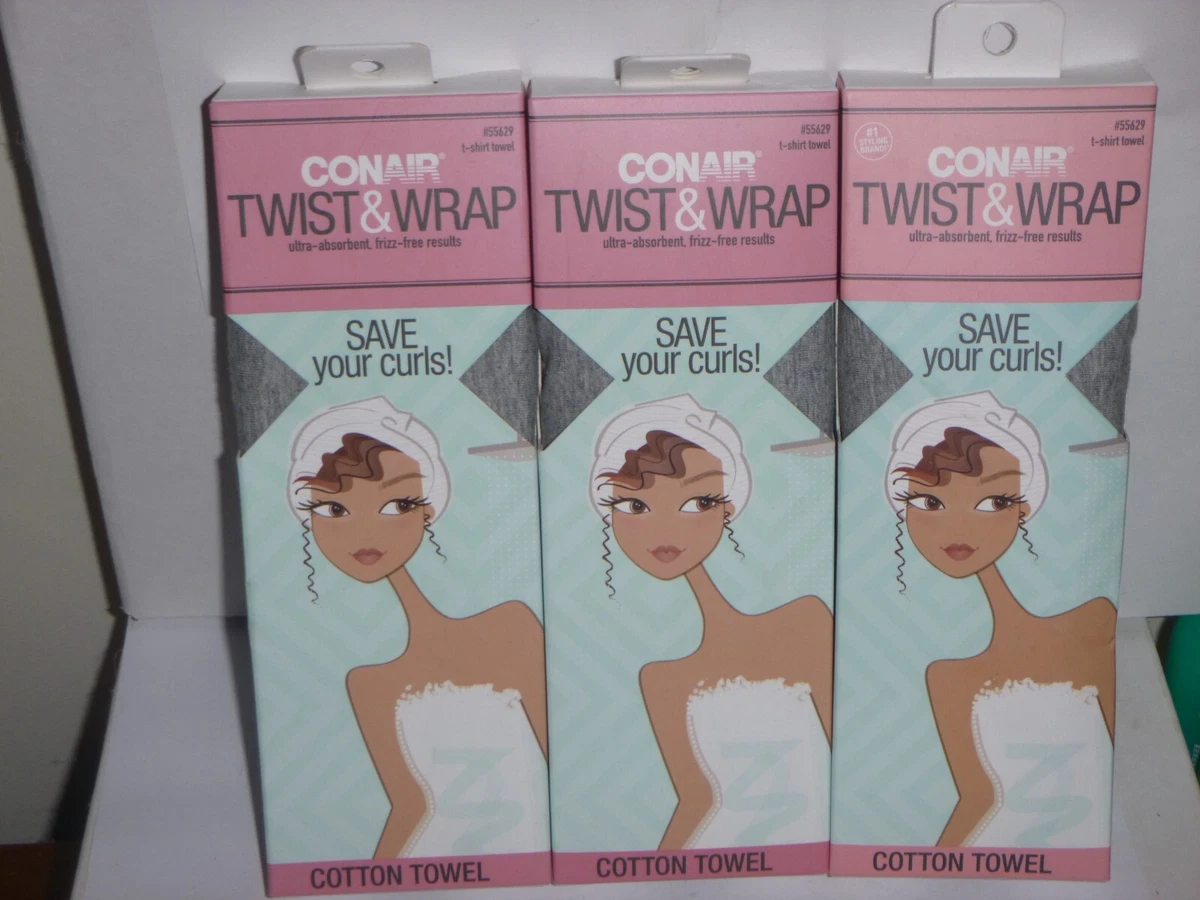 #55629
t-shirt towel
CONAIR®
TWIST&WRAP
ultra-absorbent, frizz-free results
SAVE
your curls!
COTTON TOWEL
#55629
t-shirt towel
CONAIR®
TWIST&WRAP
ultra-absorbent, frizz-free results
SAVE
your curls!
COTTON TOWEL
#1
STYLING
BRAND!
#55629
t-shirt towel
CONAIR®
TWIST&WRAP
ultra-absorbent, frizz-free results
SAVE
your curls!
COTTON TOWEL